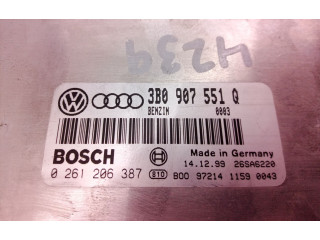 4239
3B0 907 551 Q
BENZIN 0003
BOSCH
Made in Germany
14.12.99 26SA6220
0 261 206 387 810 B00 97214 1159 0043